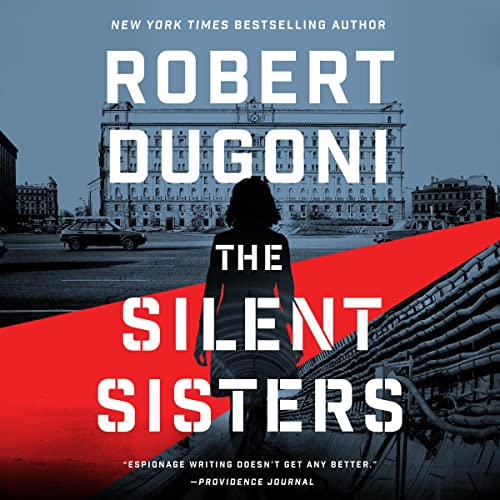 NEW YORK TIMES BESTSELLING AUTHOR
ROBERT
DUGONI
THE
SILENT
SISTERS
“ESPIONAGE WRITING DOESN’T GET ANY BETTER.”
—PROVIDENCE JOURNAL